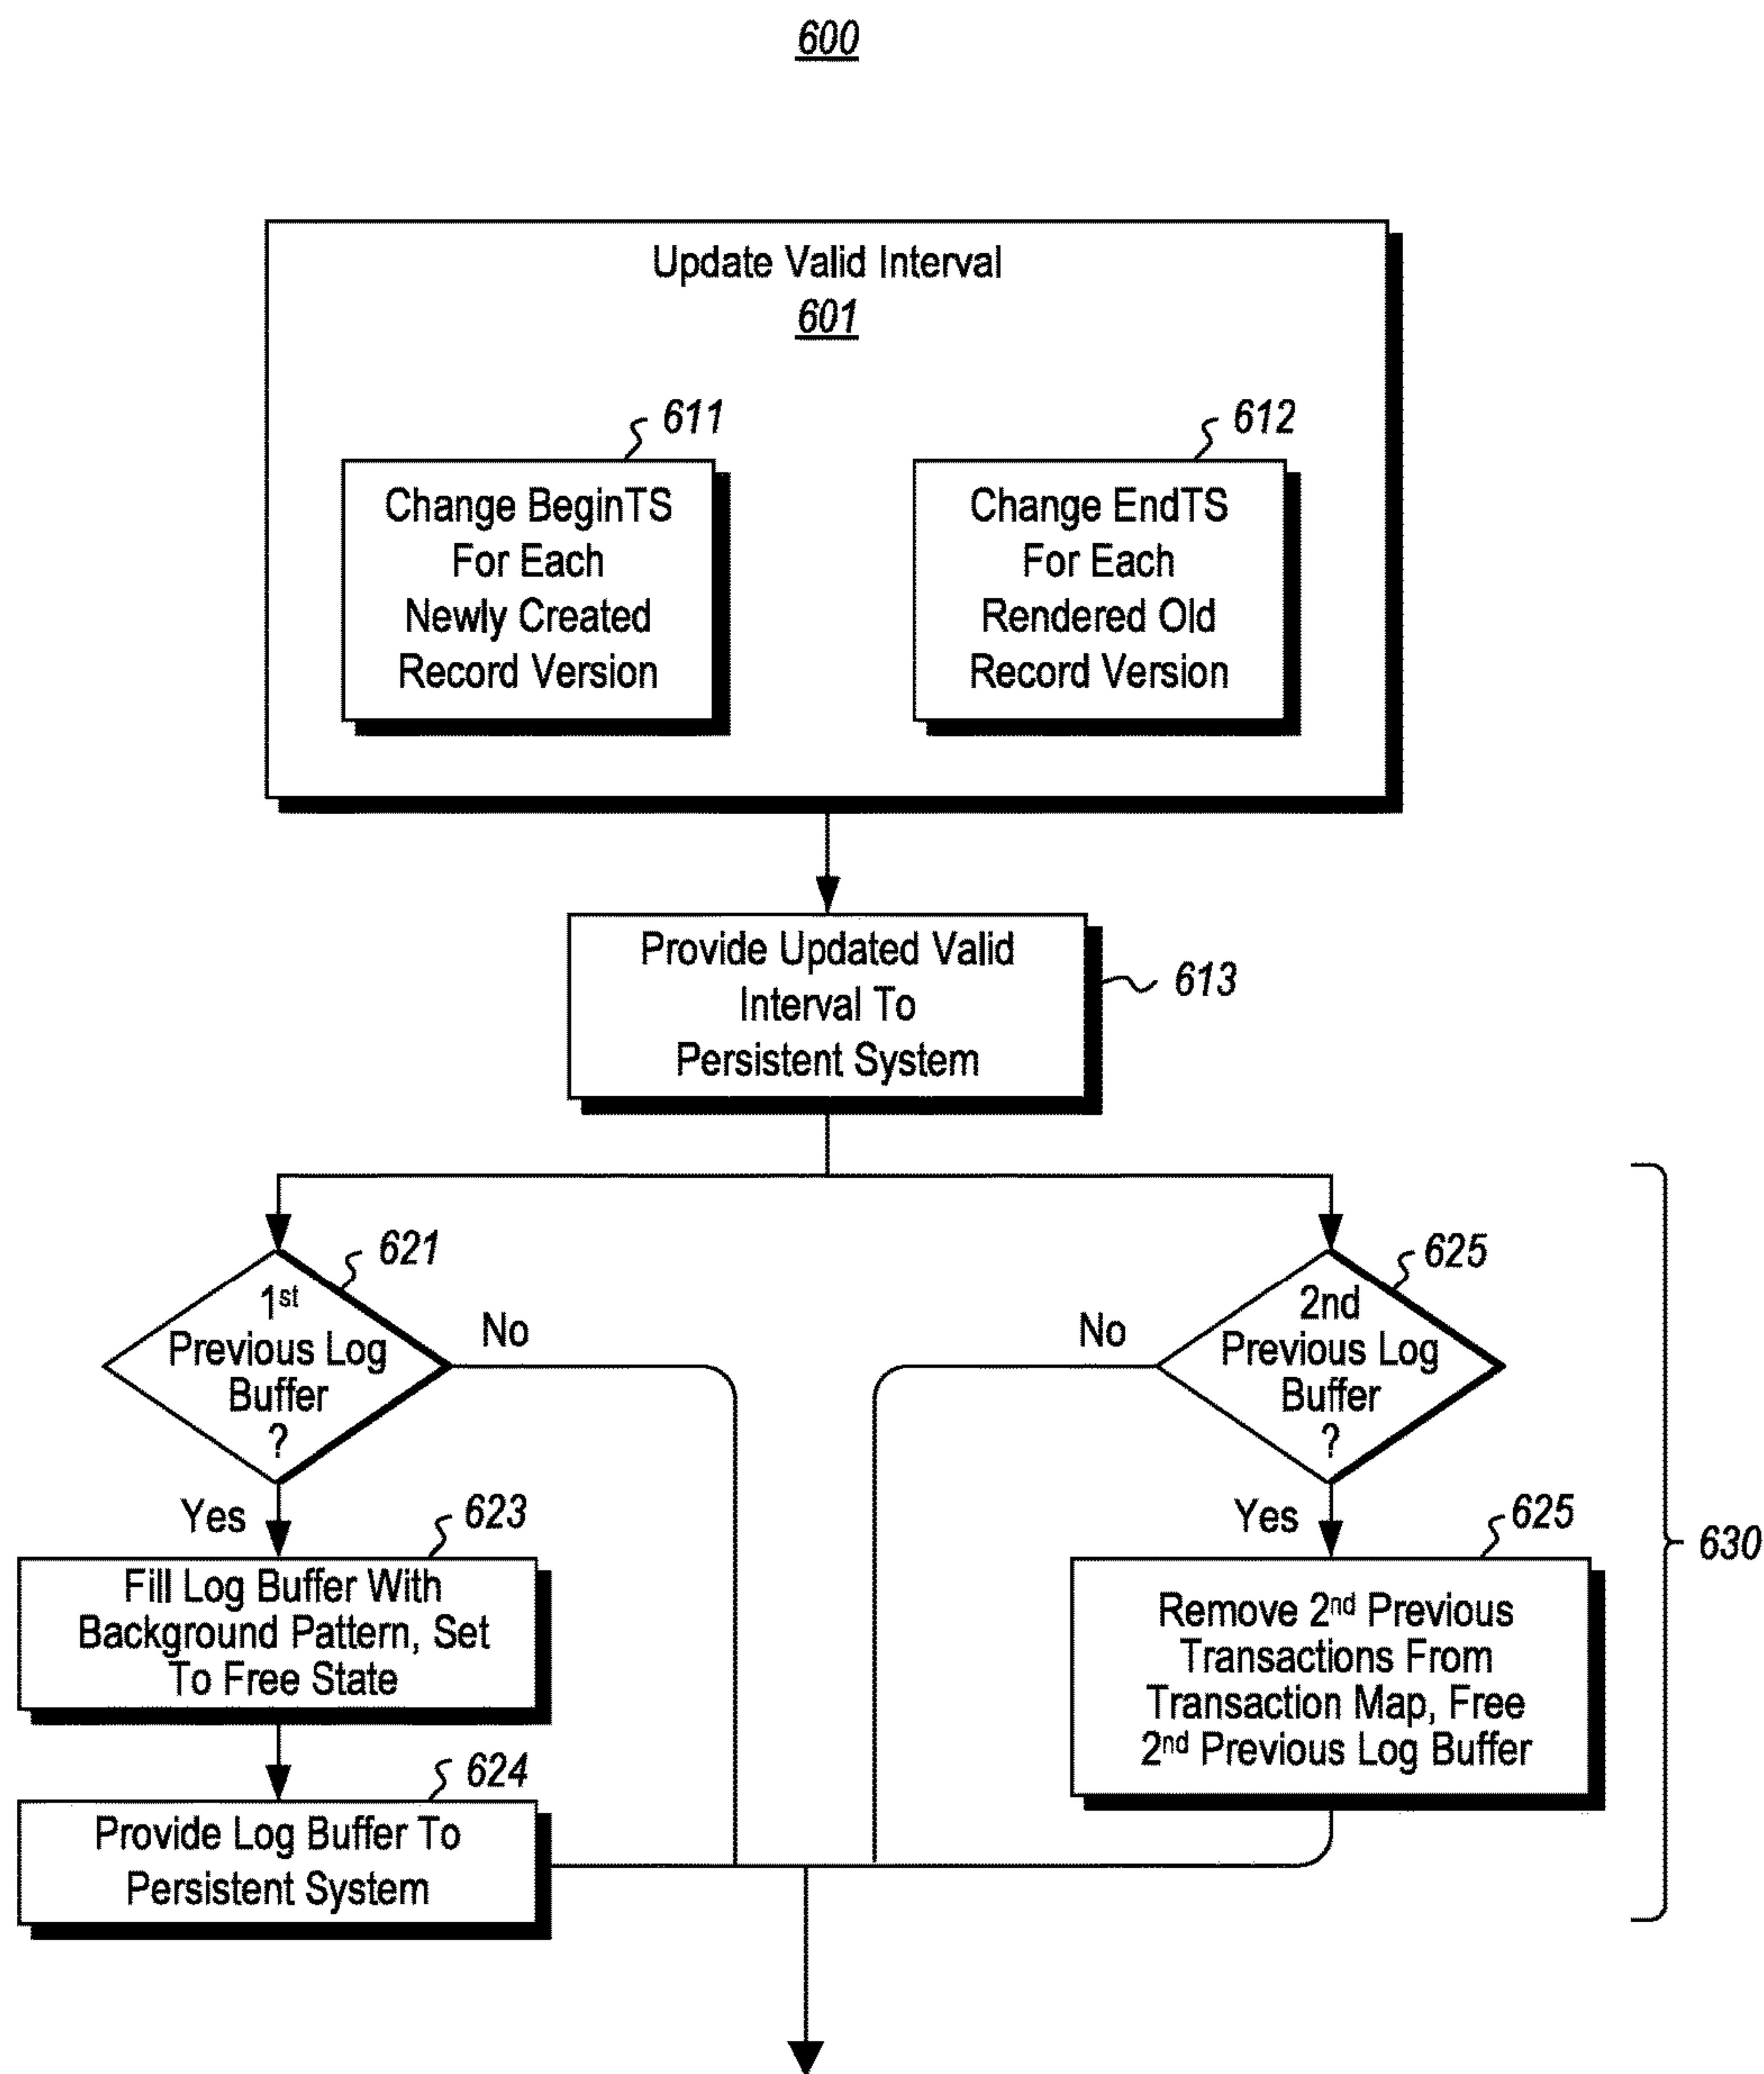 600
Update Valid Interval
601
611
Change BeginTS
For Each
Newly Created
Record Version
612
Change EndTS
For Each
Rendered Old
Record Version
Provide Updated Valid
Interval To
Persistent System
613
621
1st
Previous Log
Buffer
?
No
Yes
625
2nd
Previous Log
Buffer
?
No
Yes
623
Fill Log Buffer With
Background Pattern, Set
To Free State
624
Provide Log Buffer To
Persistent System
625
Remove 2nd Previous
Transactions From
Transaction Map, Free
2nd Previous Log Buffer
630